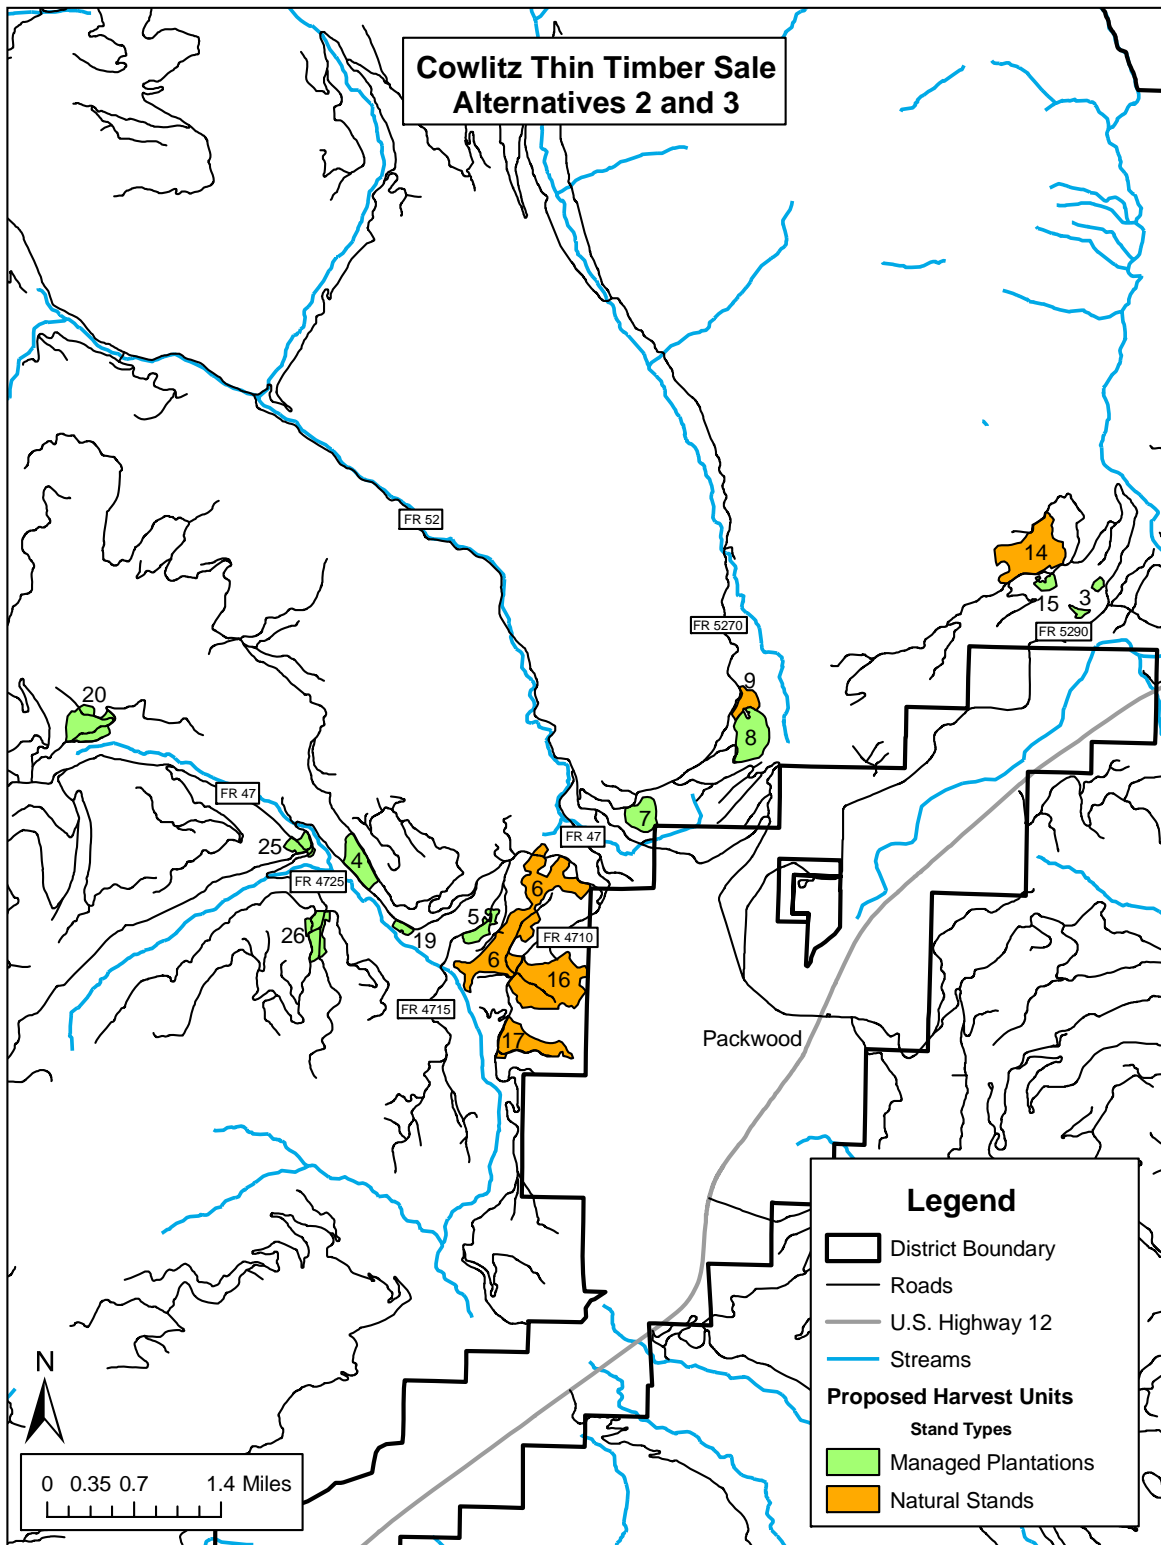 Cowlitz Thin Timber Sale
Alternatives 2 and 3
FR 52
14
15
3
FR 5270
FR 5290
9
20
8
FR 47
7
FR 47
25
4
FR 4725
6
5
26
19
FR 4710
6
16
FR 4715
17
Packwood
Legend
District Boundary
Roads
U.S. Highway 12
Streams
Proposed Harvest Units
Stand Types
Managed Plantations
Natural Stands
N
0 0.35 0.7 1.4 Miles